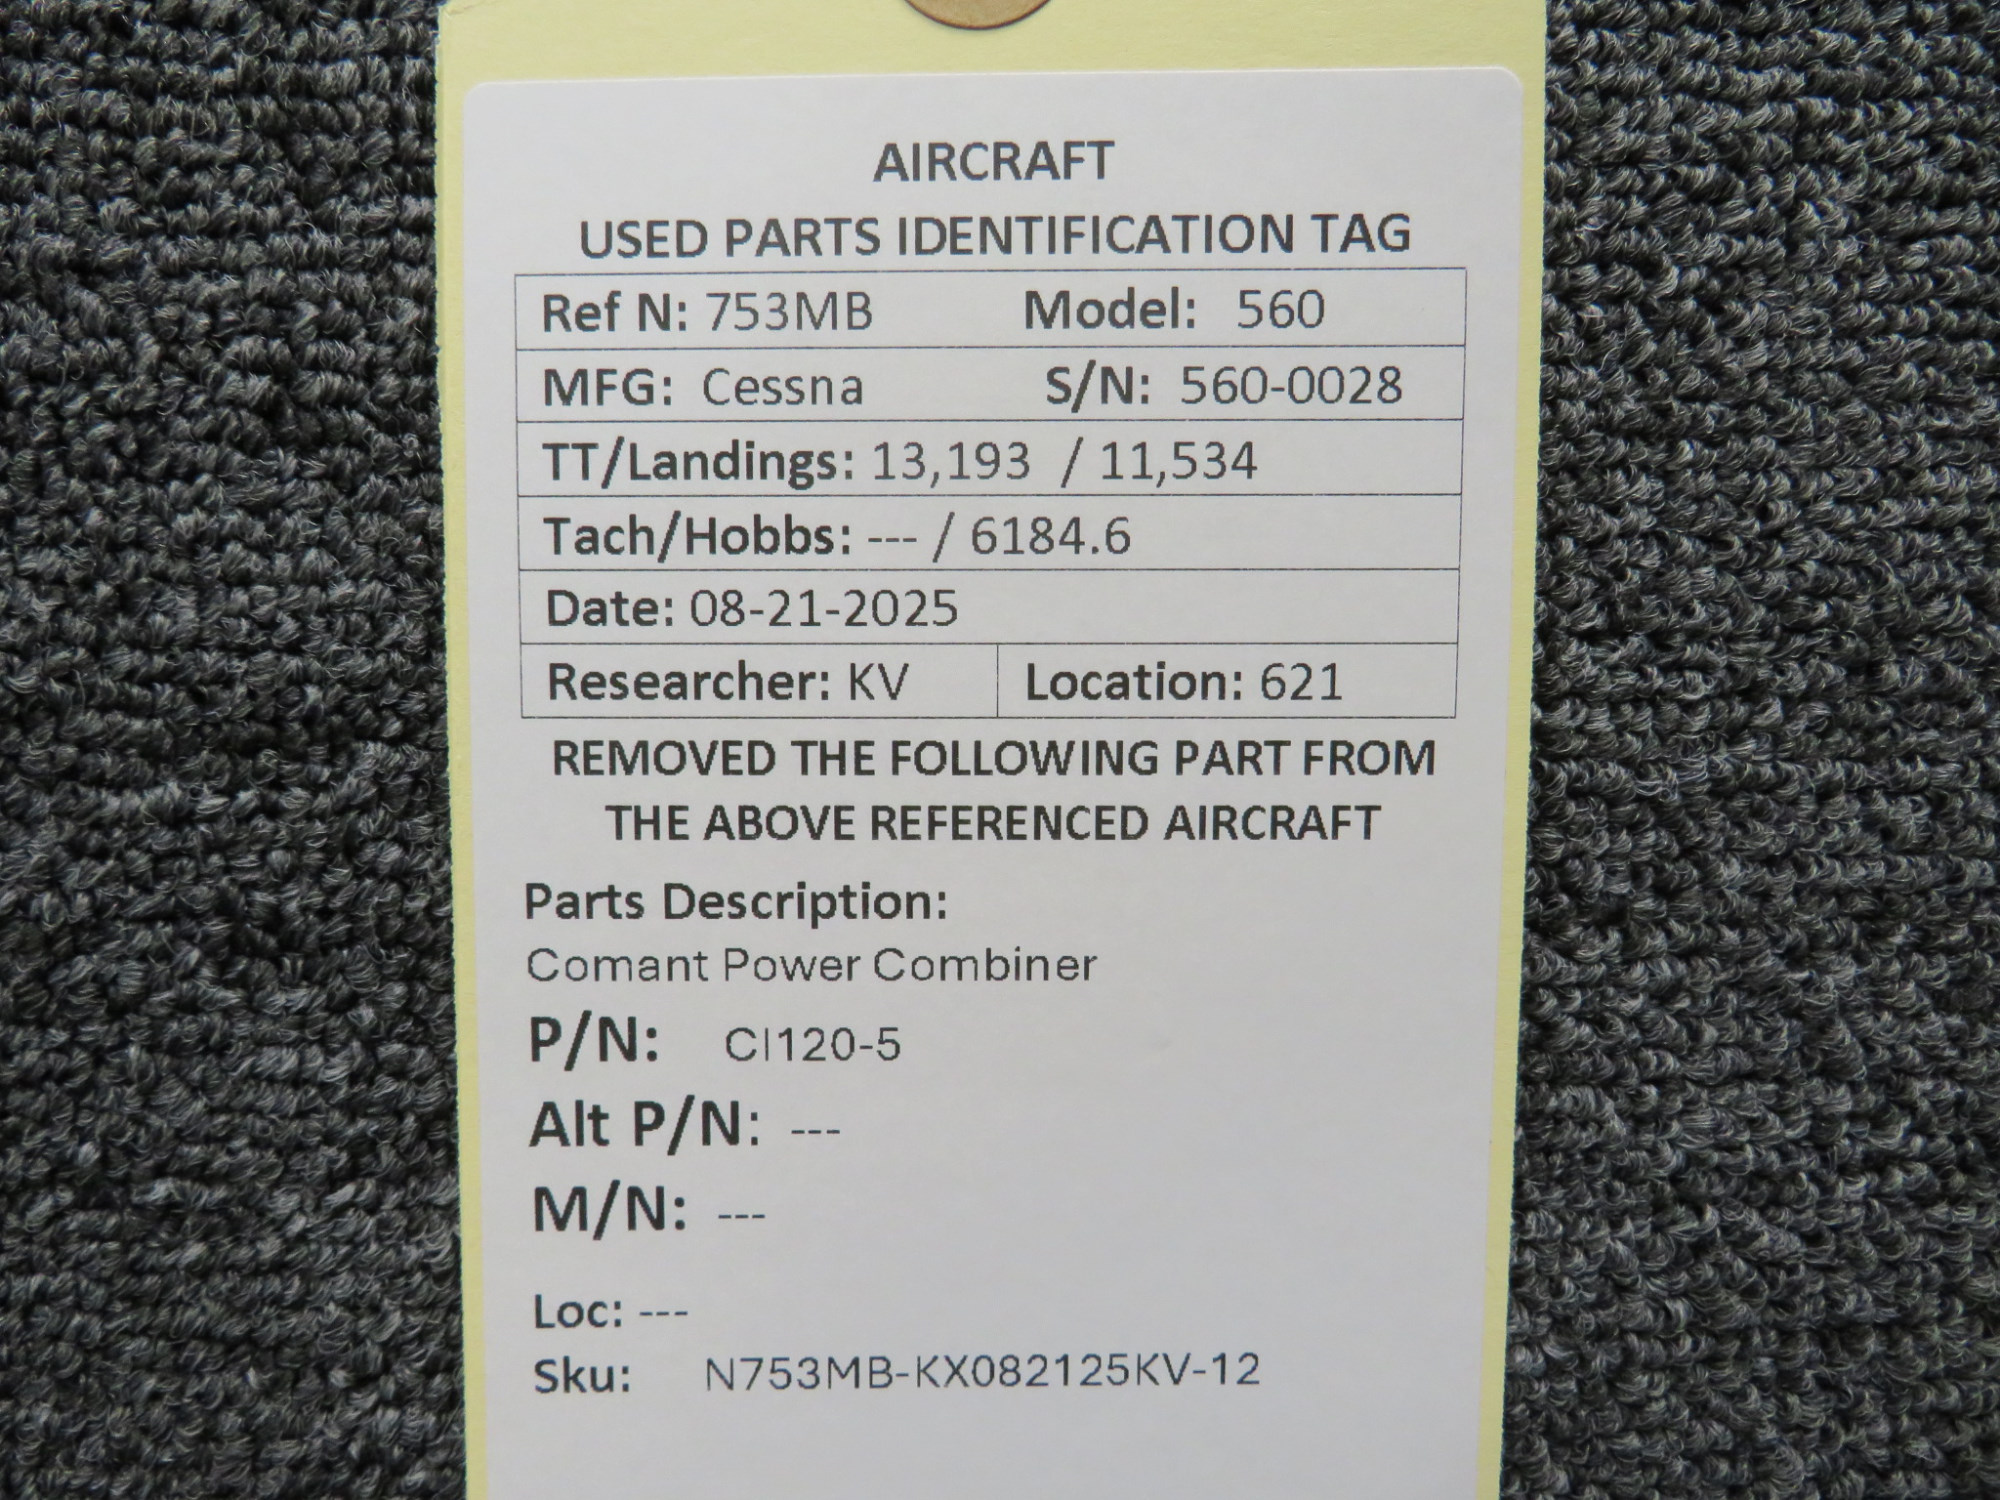 AIRCRAFT
USED PARTS IDENTIFICATION TAG
Ref N: 753MB Model: 560
MFG: Cessna S/N: 560-0028
TT/Landings: 13,193 / 11,534
Tach/Hobbs: --- / 6184.6
Date: 08-21-2025
Researcher: KV Location: 621
REMOVED THE FOLLOWING PART FROM
THE ABOVE REFERENCED AIRCRAFT
Parts Description:
Comant Power Combiner
P/N: CI120-5
Alt P/N: ---
M/N: ---
Loc: ---
Sku: N753MB-KX082125KV-12